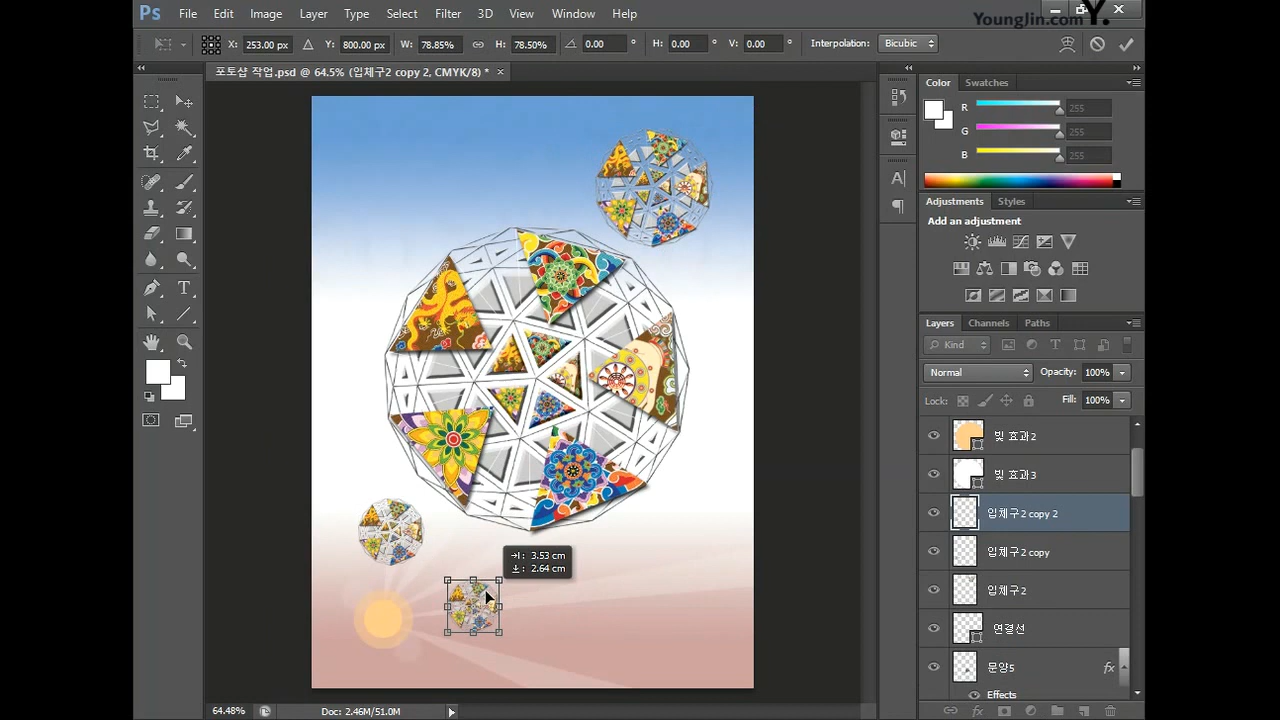 Ps File Edit Image Layer Type Select Filter 3D View Window Help
YoungJin.com Y.
X: 253.00 px Y: 800.00 px W: 78.85% H: 78.50% 0.00 ° H: 0.00 ° V: 0.00 ° Interpolation: Bicubic
포토샵 작업.psd @ 64.5% (입체구2 copy 2, CMYK/8) * ×
Color Swatches
R 255
G 255
B 255
A
Adjustments Styles
Add an adjustment
Layers Channels Paths
Kind
Normal Opacity: 100%
Lock: Fill: 100%
빛 효과2
빛 효과3
입체구2 copy 2
입체구2 copy
입체구2
연경선
문양5 fx
Effects
3.53 cm
2.64 cm
64.48% Doc: 2.46M/51.0M